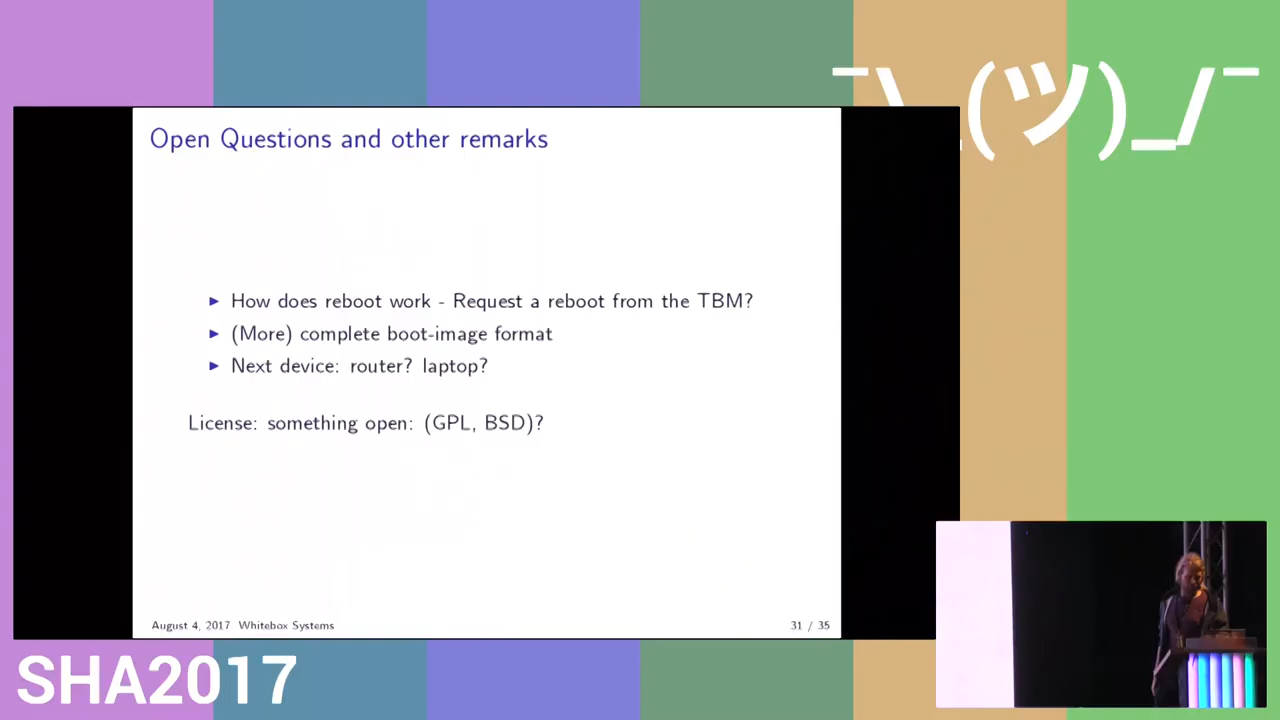 ¯\_(ツ)_/¯
Open Questions and other remarks
How does reboot work - Request a reboot from the TBM?
(More) complete boot-image format
Next device: router? laptop?
License: something open: (GPL, BSD)?
August 4, 2017 Whitebox Systems
31 / 35
SHA2017